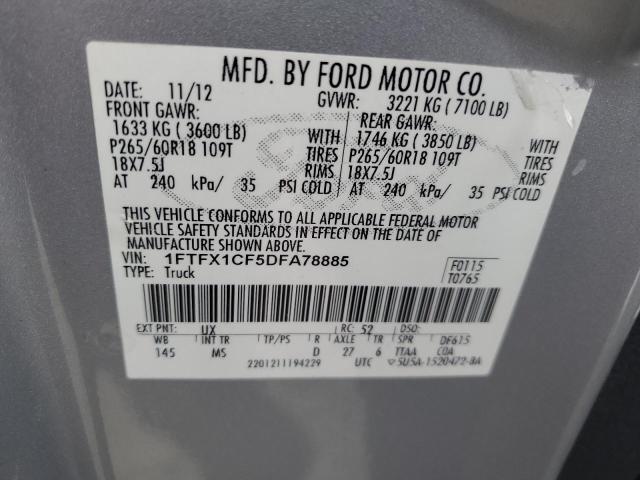 MFD. BY FORD MOTOR CO.
DATE: 11/12 GVWR: 3221 KG ( 7100 LB)
FRONT GAWR: REAR GAWR:
1633 KG ( 3600 LB) WITH 1746 KG ( 3850 LB) WITH
P265/60R18 109T TIRES P265/60R18 109T TIRES
18X7.5J RIMS 18X7.5J RIMS
AT 240 kPa/ 35 PSI COLD AT 240 kPa/ 35 PSI COLD
Ford
THIS VEHICLE CONFORMS TO ALL APPLICABLE FEDERAL MOTOR
VEHICLE SAFETY STANDARDS IN EFFECT ON THE DATE OF
MANUFACTURE SHOWN ABOVE.
VIN: 1FTFX1CF5DFA78885 F0115
TYPE: Truck T0765
EXT PNT: UX RC: 52 DSO:
WB INT TR TP/PS R AXLE TR SPR DF615
145 MS D 27 6 TTAA COA
2201211194229 UTC ▽5U5A-1520472-BA